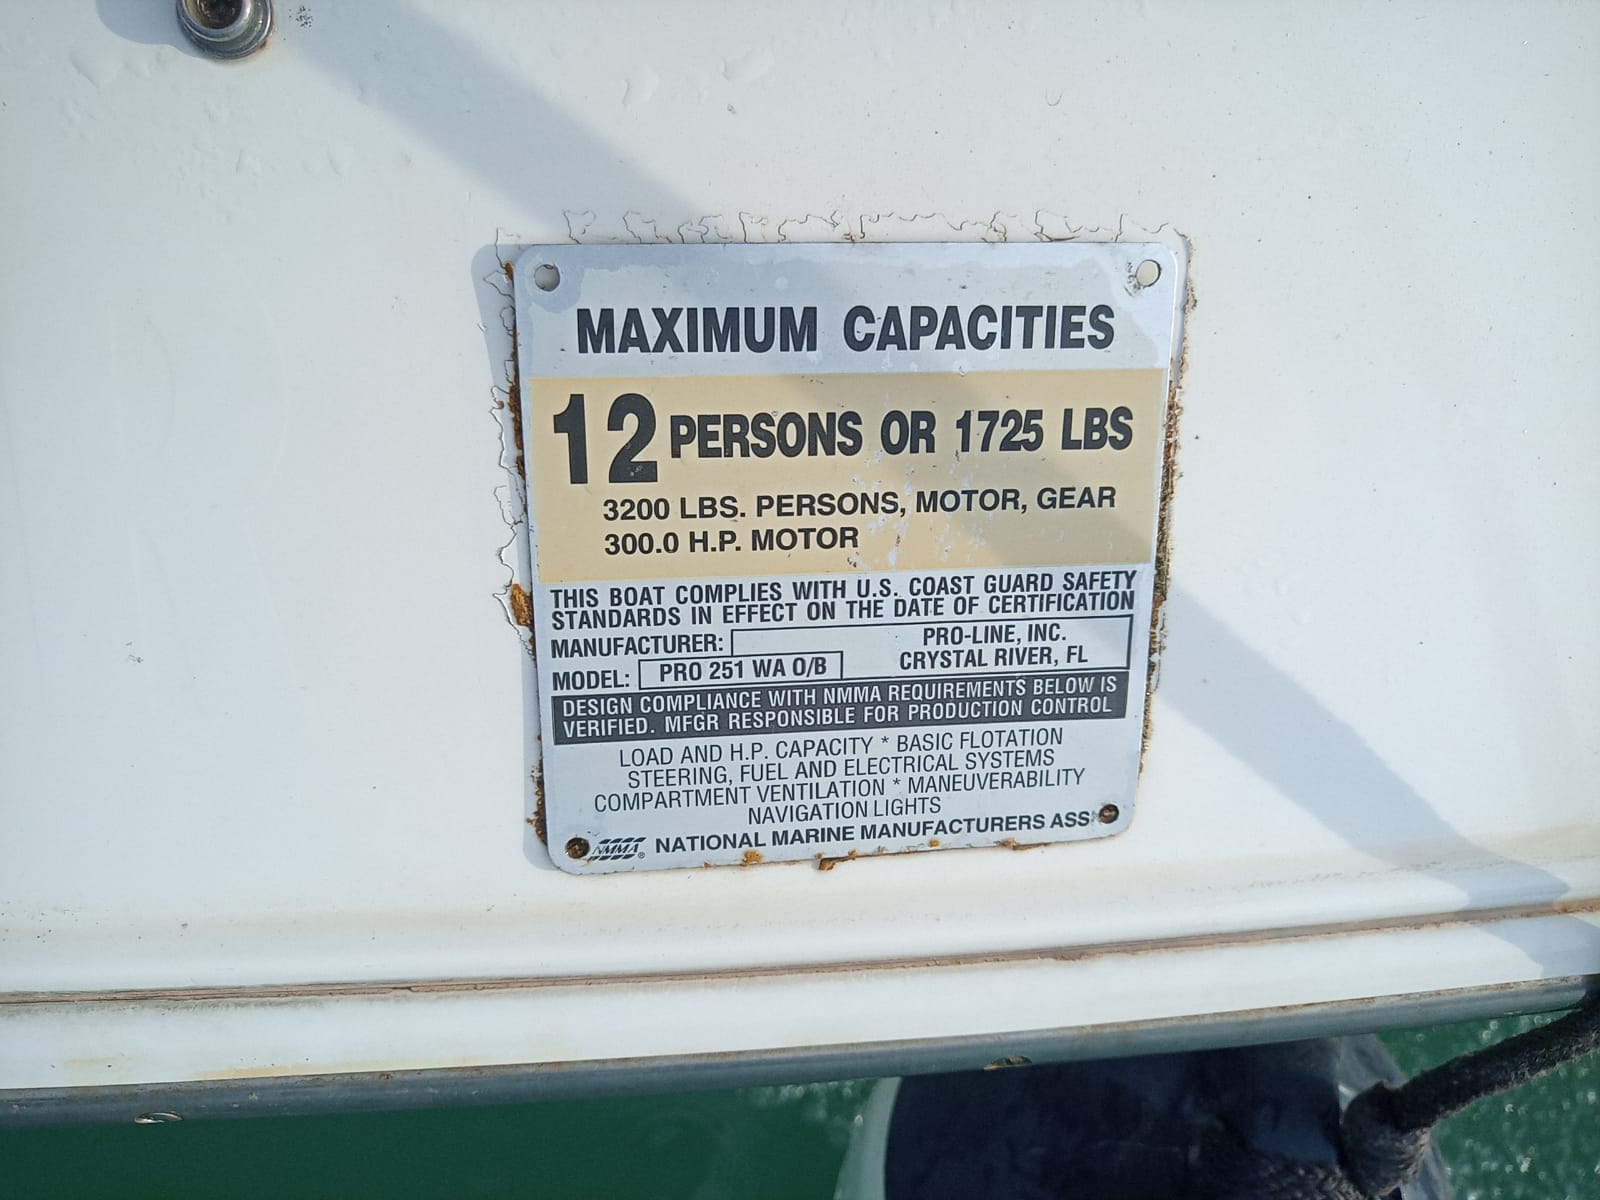 MAXIMUM CAPACITIES
12 PERSONS OR 1725 LBS
3200 LBS. PERSONS, MOTOR, GEAR
300.0 H.P. MOTOR
THIS BOAT COMPLIES WITH U.S. COAST GUARD SAFETY
STANDARDS IN EFFECT ON THE DATE OF CERTIFICATION
MANUFACTURER: PRO-LINE, INC.
CRYSTAL RIVER, FL
MODEL: PRO 251 WA O/B
DESIGN COMPLIANCE WITH NMMA REQUIREMENTS BELOW IS
VERIFIED. MFGR RESPONSIBLE FOR PRODUCTION CONTROL
LOAD AND H.P. CAPACITY * BASIC FLOTATION
STEERING, FUEL AND ELECTRICAL SYSTEMS
COMPARTMENT VENTILATION * MANEUVERABILITY
NAVIGATION LIGHTS
NMMA® NATIONAL MARINE MANUFACTURERS ASS